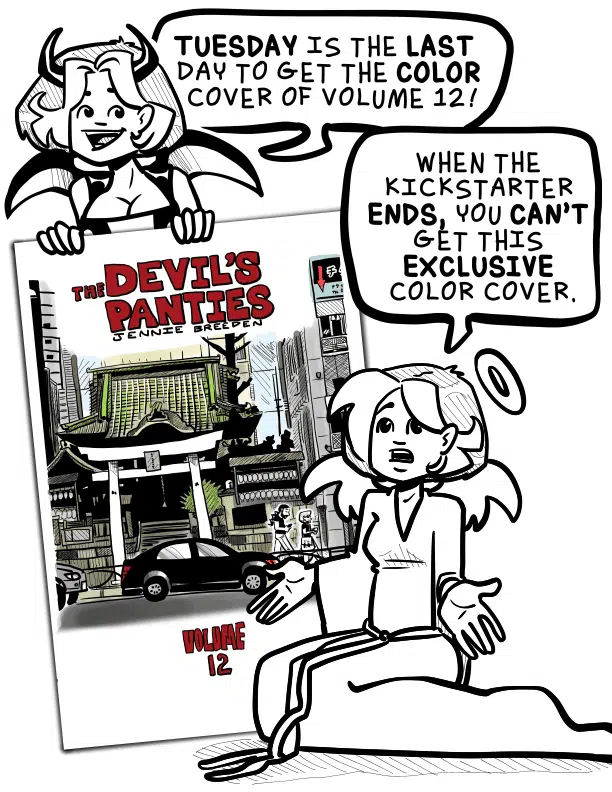 TUESDAY IS THE LAST
DAY TO GET THE COLOR
COVER OF VOLUME 12!
WHEN THE
KICKSTARTER
ENDS, YOU CAN'T
GET THIS
EXCLUSIVE
COLOR COVER.
THE DEVIL'S
PANTIES
JENNIE BREEDEN
VOLUME
12